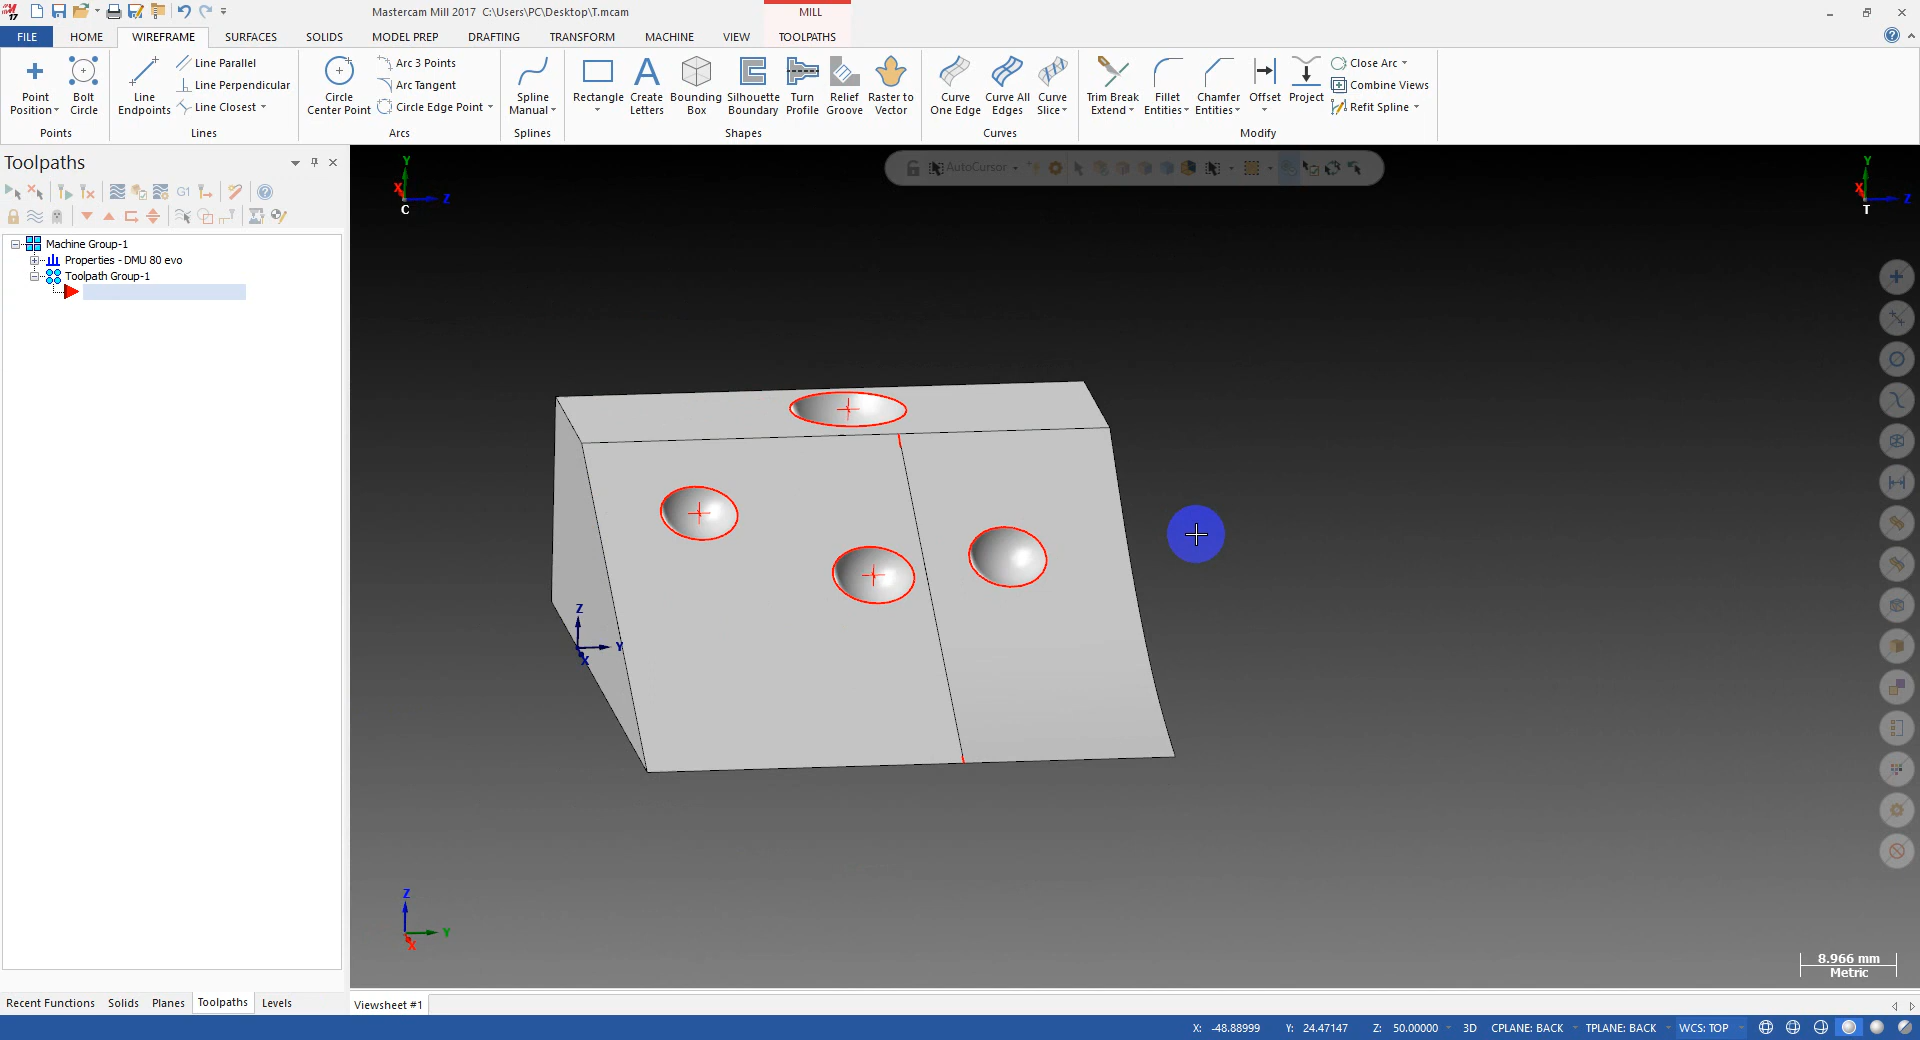 Mastercam Mill 2017 C:\Users\PC\Desktop\T.mcam
MILL
FILE HOME WIREFRAME SURFACES SOLIDS MODEL PREP DRAFTING TRANSFORM MACHINE VIEW TOOLPATHS
Point Position
Bolt Circle
Points
Line Endpoints
Line Parallel
Line Perpendicular
Line Closest
Lines
Circle Center Point
Arc 3 Points
Arc Tangent
Circle Edge Point
Arcs
Spline Manual
Splines
Rectangle
Create Letters
Bounding Box
Silhouette Boundary
Turn Profile
Relief Groove
Raster to Vector
Shapes
Curve One Edge
Curve All Edges
Curve Slice
Curves
Trim Break Extend
Fillet Entities
Chamfer Entities
Offset
Project
Close Arc
Combine Views
Refit Spline
Modify
Toolpaths
G1
Machine Group-1
Properties - DMU 80 evo
Toolpath Group-1
AutoCursor
Y
X
Z
C
Y
X
Z
T
Z
Y
X
Z
Y
X
8.966 mm
Metric
Recent Functions Solids Planes Toolpaths Levels
Viewsheet #1
X: -48.88999 Y: 24.47147 Z: 50.00000 3D CPLANE: BACK TPLANE: BACK WCS: TOP